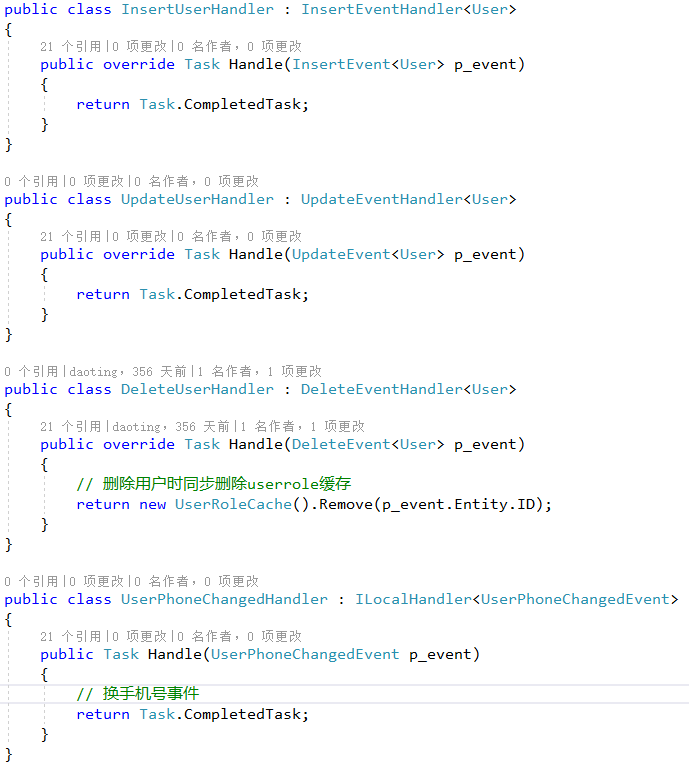 public class InsertUserHandler : InsertEventHandler<User>
{
21 个引用|0 项更改|0 名作者，0 项更改
public override Task Handle(InsertEvent<User> p_event)
{
return Task.CompletedTask;
}
}
0 个引用|0 项更改|0 名作者，0 项更改
public class UpdateUserHandler : UpdateEventHandler<User>
{
21 个引用|0 项更改|0 名作者，0 项更改
public override Task Handle(UpdateEvent<User> p_event)
{
return Task.CompletedTask;
}
}
0 个引用|daoting，356 天前|1 名作者，1 项更改
public class DeleteUserHandler : DeleteEventHandler<User>
{
21 个引用|daoting，356 天前|1 名作者，1 项更改
public override Task Handle(DeleteEvent<User> p_event)
{
// 删除用户时同步删除userrole缓存
return new UserRoleCache().Remove(p_event.Entity.ID);
}
}
0 个引用|0 项更改|0 名作者，0 项更改
public class UserPhoneChangedHandler : ILocalHandler<UserPhoneChangedEvent>
{
21 个引用|0 项更改|0 名作者，0 项更改
public Task Handle(UserPhoneChangedEvent p_event)
{
// 换手机号事件
return Task.CompletedTask;
}
}